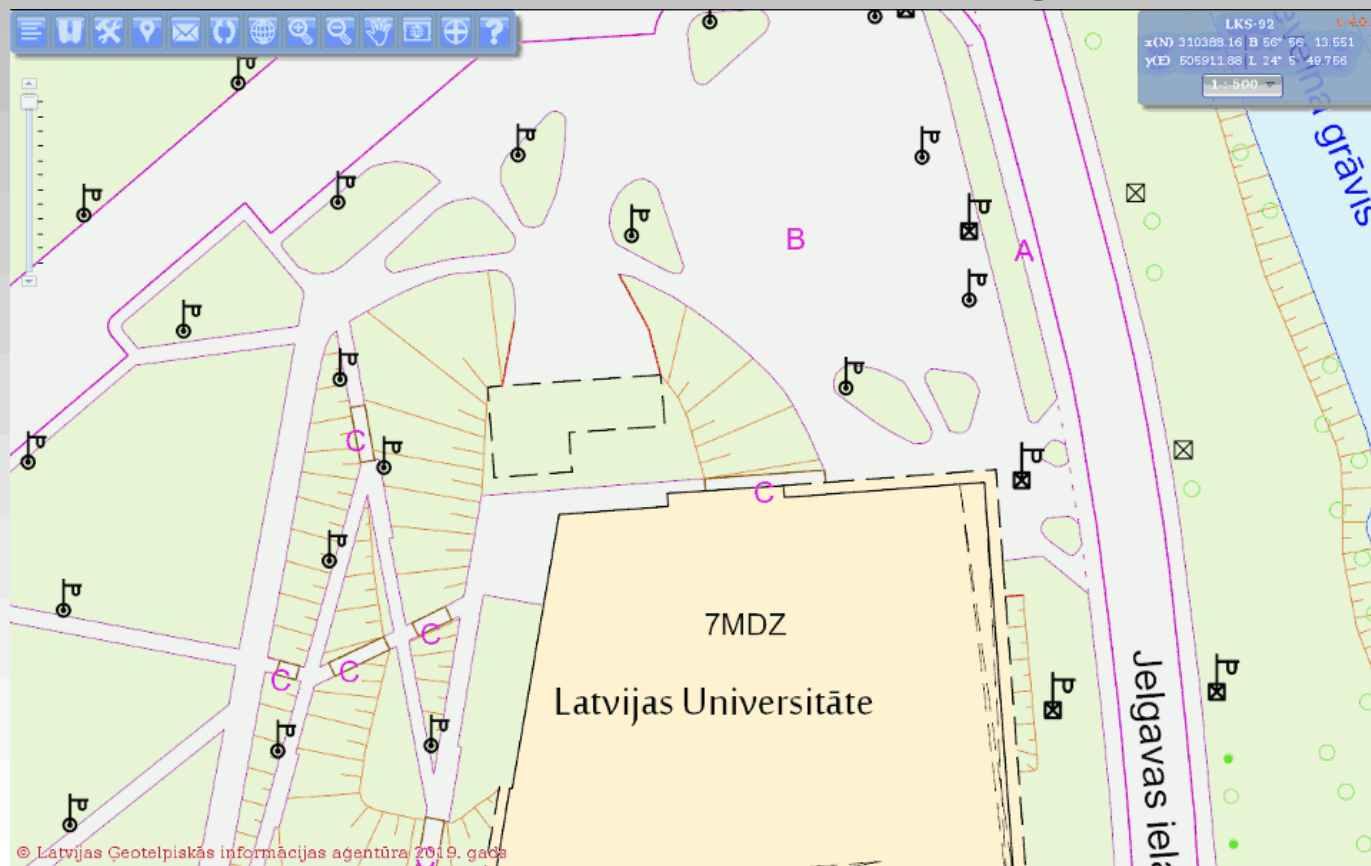 LKS-92
x(N) 310388.16 B 56° 56 13.551
y(E) 505911.88 L 24° 5 49.756
1 : 500
grāvis
B
A
C
C
7MDZ
C
Latvijas Universitāte
C
C
Jelgavas iela
© Latvijas Ģeotelpiskās informācijas aģentūra 2019. gads